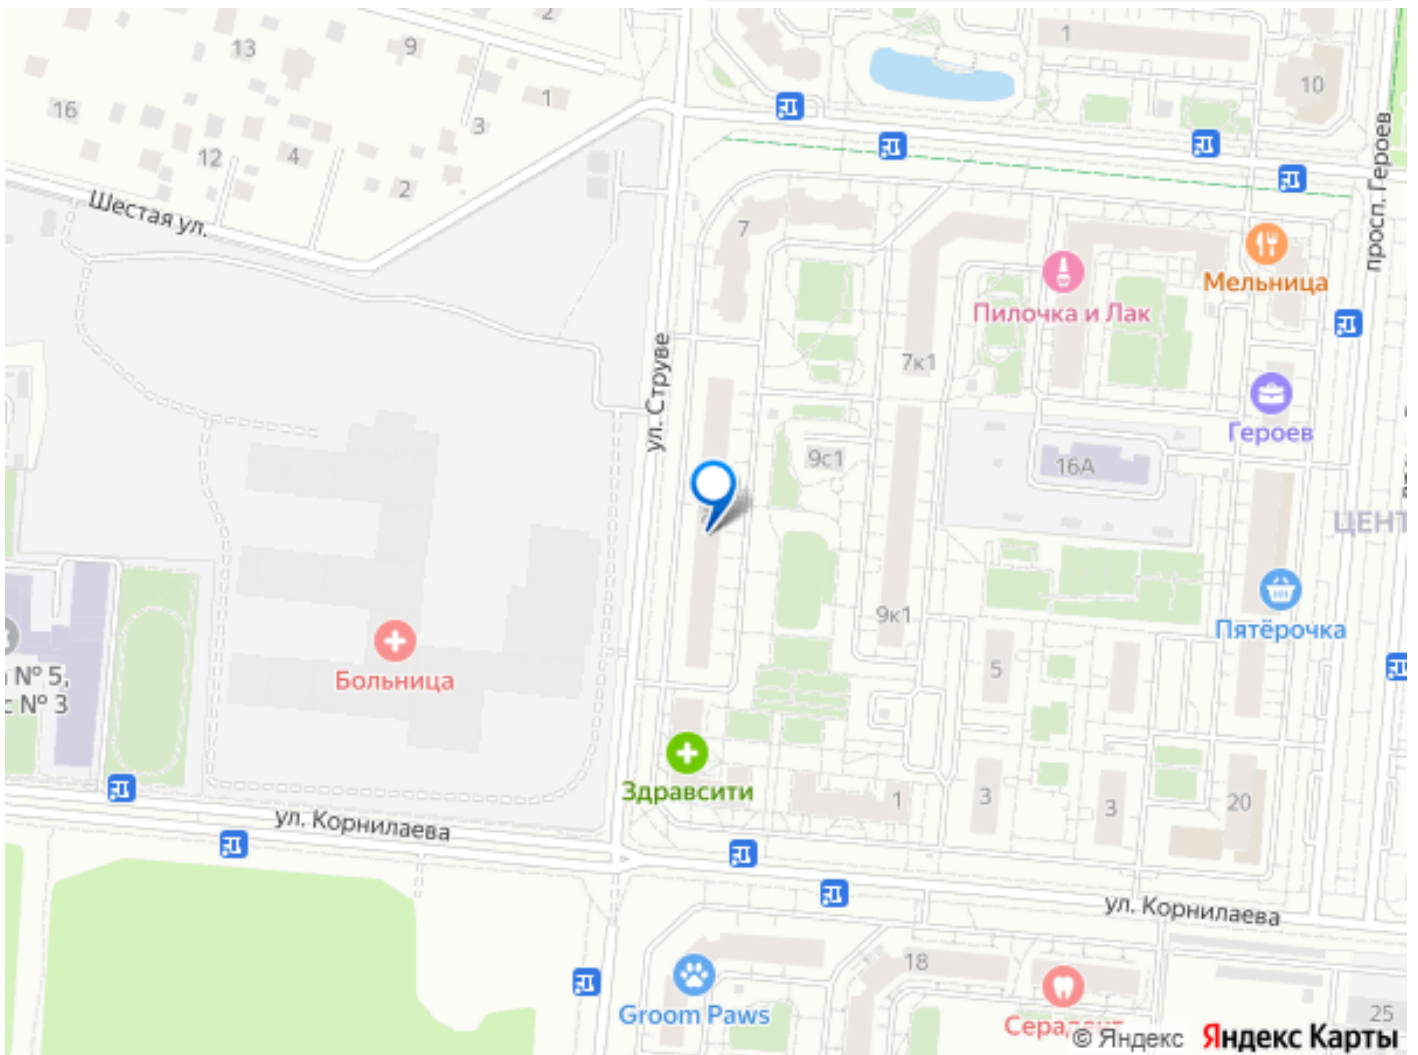 2
13
9
1
10
16
1
3
12
4
2
Шестая ул.
просп. Героев
7
Мельница
Пилочка и Лак
ул. Струве
7к1
Героев
9с1
16А
ЦЕНТ
9к1
Пятёрочка
Больница
№ 5,
с № 3
5
Здравсити
1
3
3
20
ул. Корнилаева
ул. Корнилаева
18
Groom Paws
25
© Яндекс Яндекс Карты